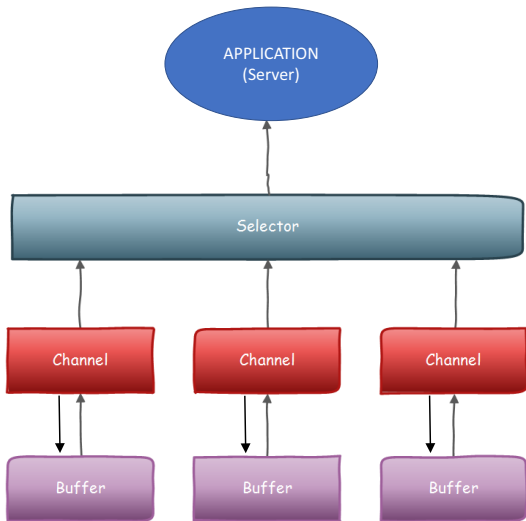 APPLICATION
(Server)
Selector
Channel
Channel
Channel
Buffer
Buffer
Buffer